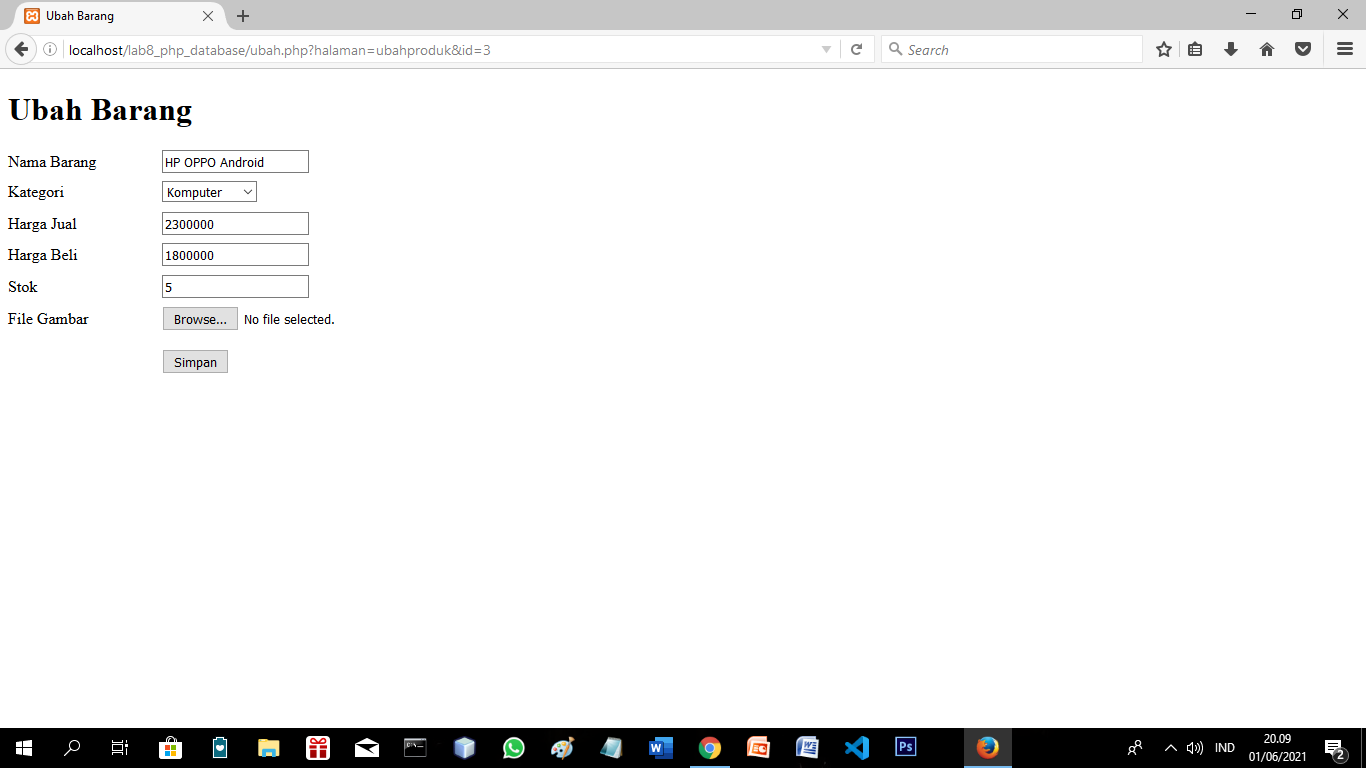 Ubah Barang
localhost/lab8_php_database/ubah.php?halaman=ubahproduk&id=3
Search
Ubah Barang
Nama Barang HP OPPO Android
Kategori Komputer
Harga Jual 2300000
Harga Beli 1800000
Stok 5
File Gambar Browse... No file selected.
Simpan
IND
20.09
01/06/2021
2